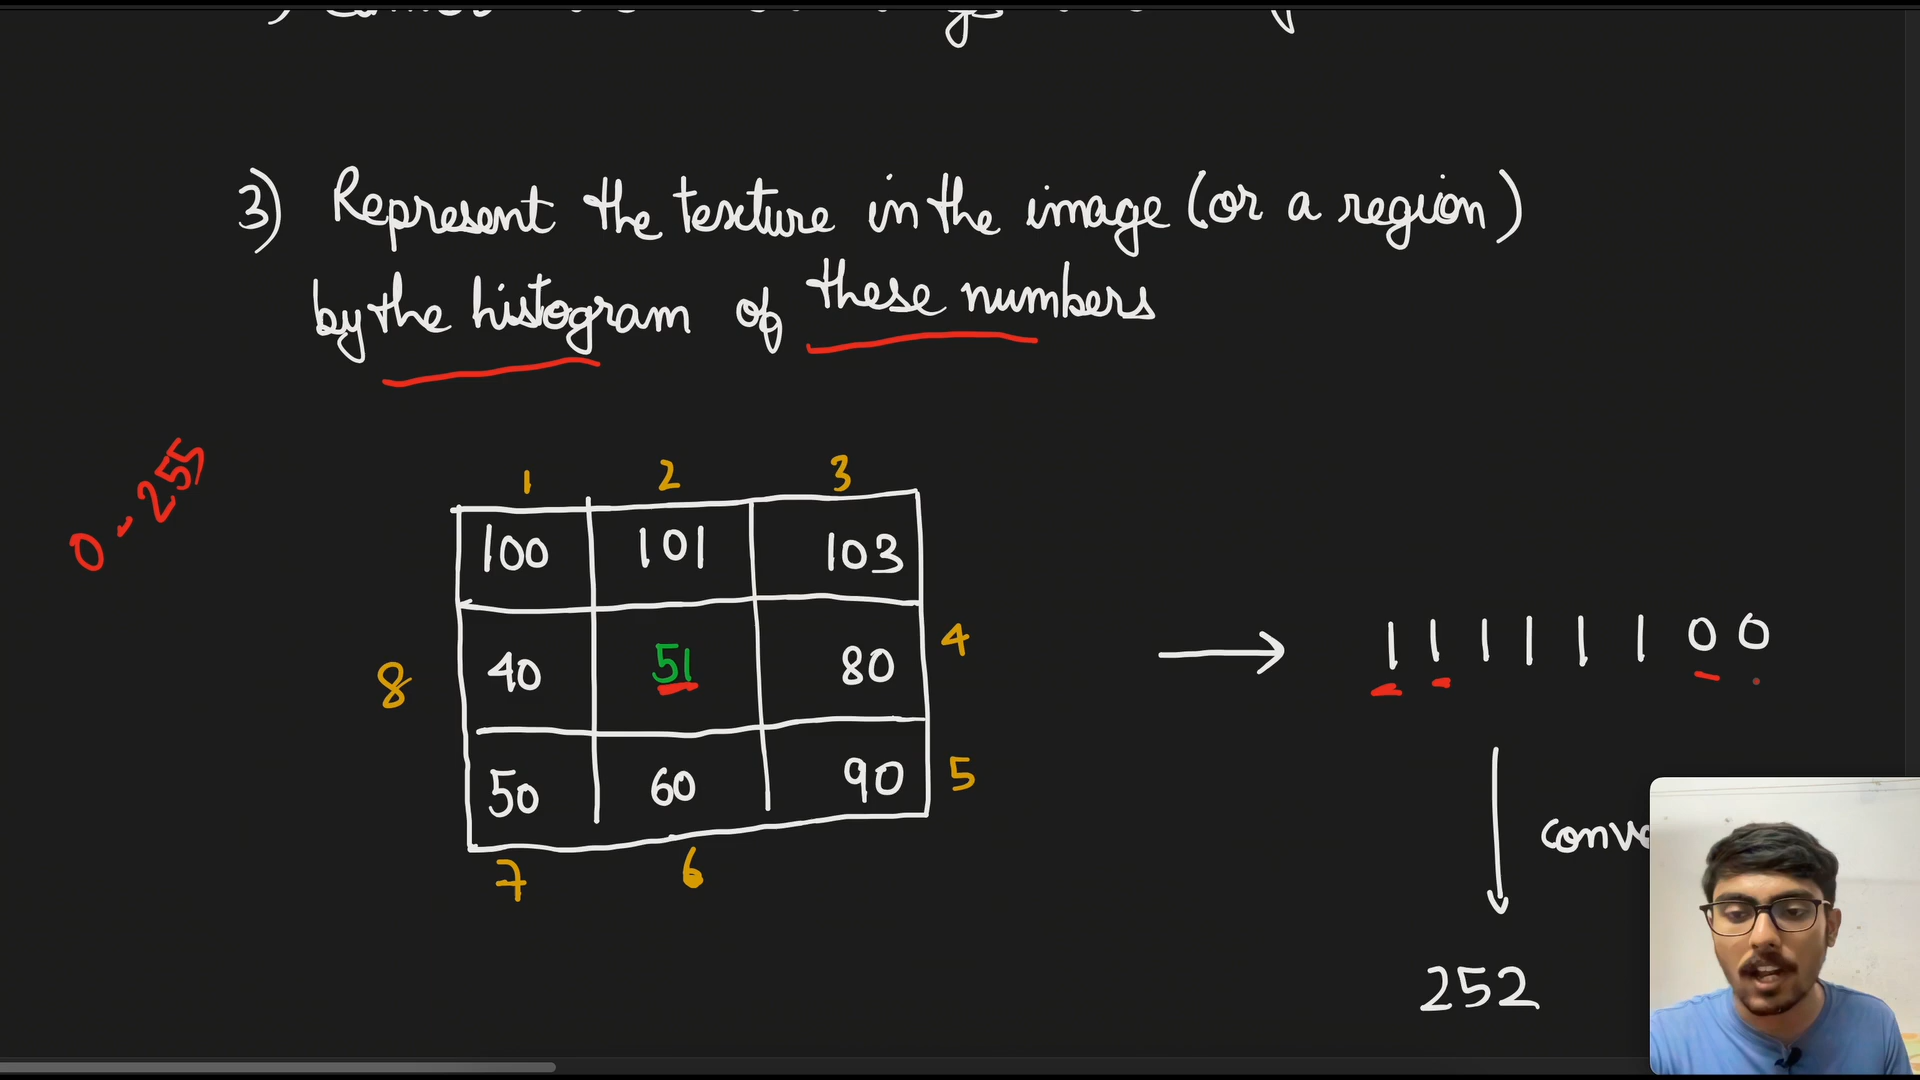 3) Represent the texture in the image (or a region)
by the histogram of these numbers
0 - 255
1 2 3
100 101 103
8 40 51 80 4
50 60 90 5
7 6
1 1 1 1 1 1 0 0
252